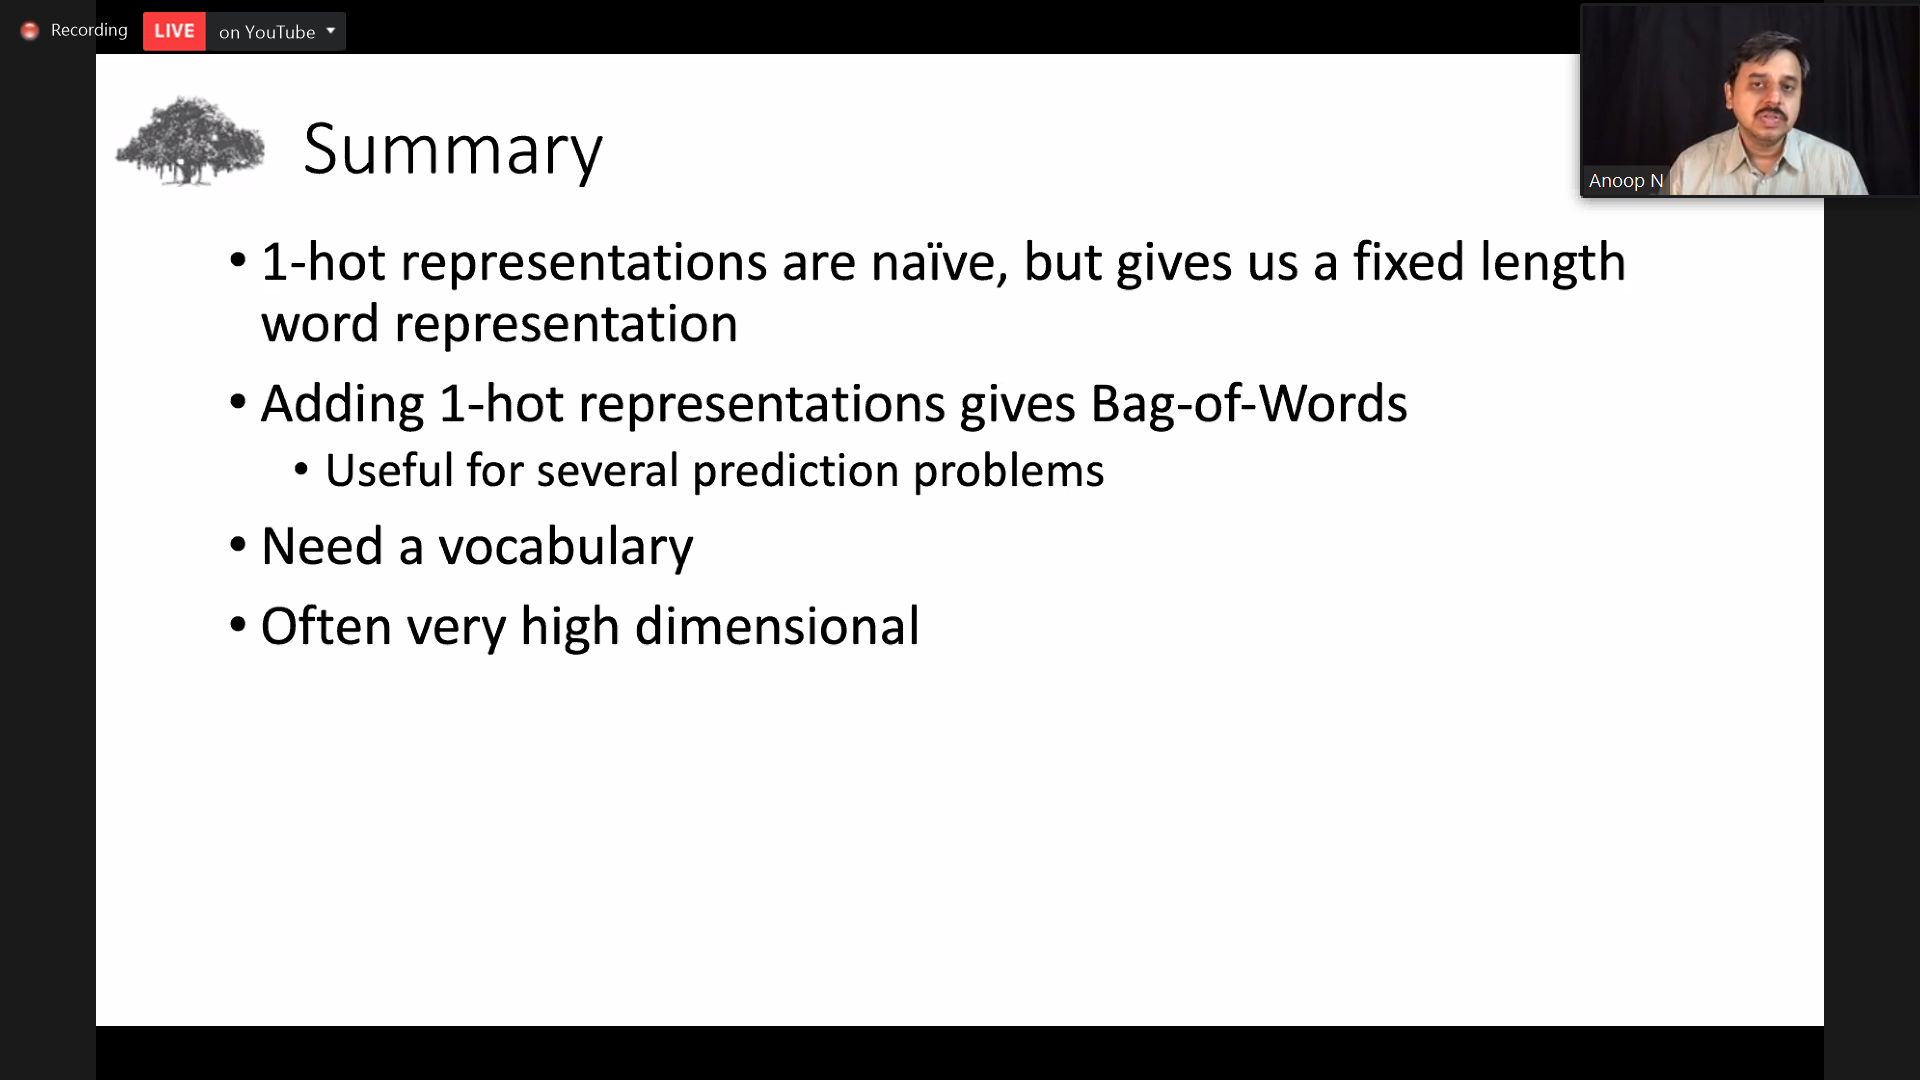 Recording
LIVE on YouTube
Anoop N
Summary
• 1-hot representations are naïve, but gives us a fixed length
word representation
• Adding 1-hot representations gives Bag-of-Words
• Useful for several prediction problems
• Need a vocabulary
• Often very high dimensional